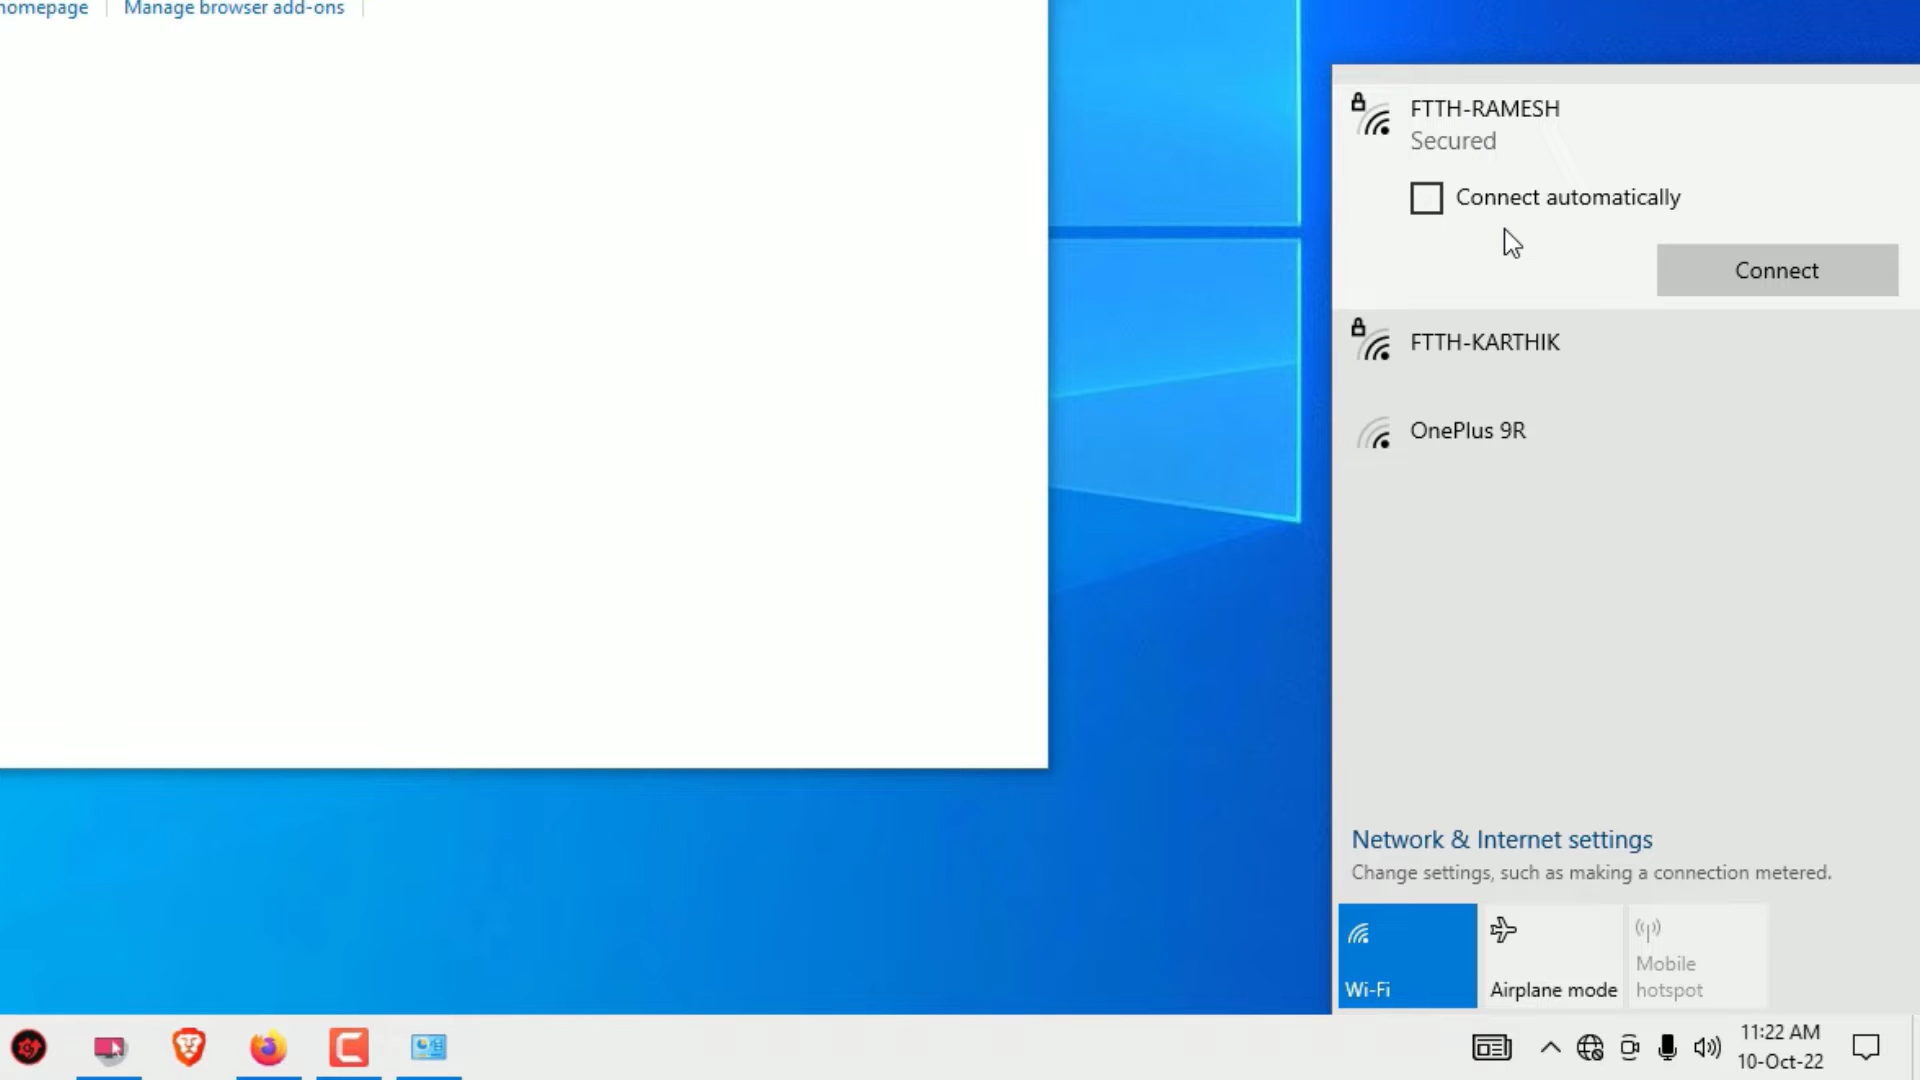 homepage
Manage browser add-ons
FTTH-RAMESH
Secured
Connect automatically
Connect
FTTH-KARTHIK
OnePlus 9R
Network & Internet settings
Change settings, such as making a connection metered.
Wi-Fi
Airplane mode
Mobile
hotspot
11:22 AM
10-Oct-22